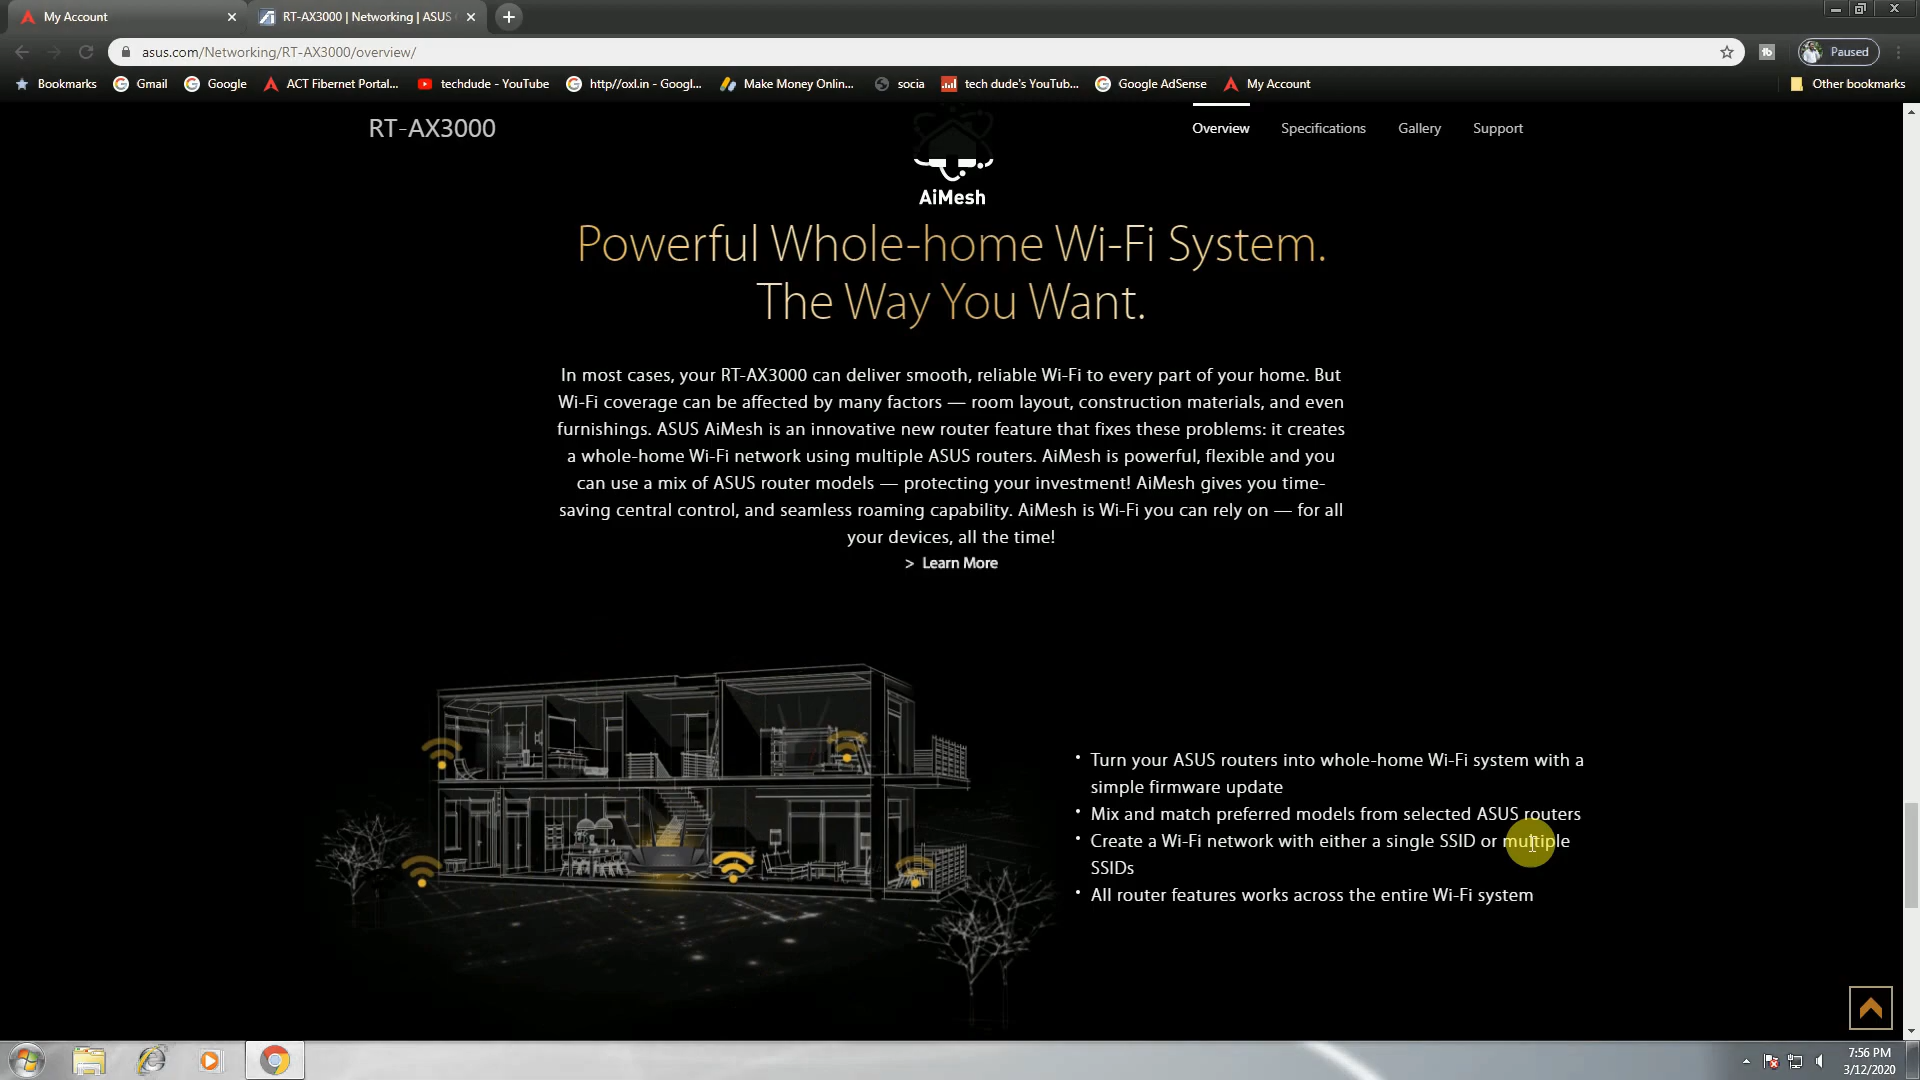 My Account
RT-AX3000 | Networking | ASUS
asus.com/Networking/RT-AX3000/overview/
Paused
Bookmarks
Gmail
Google
ACT Fibernet Portal...
techdude - YouTube
http//oxl.in - Googl...
Make Money Onlin...
socia
tech dude's YouTub...
Google AdSense
My Account
Other bookmarks
RT-AX3000
Overview
Specifications
Gallery
Support
AiMesh
Powerful Whole-home Wi-Fi System.
The Way You Want.
In most cases, your RT-AX3000 can deliver smooth, reliable Wi-Fi to every part of your home. But
Wi-Fi coverage can be affected by many factors — room layout, construction materials, and even
furnishings. ASUS AiMesh is an innovative new router feature that fixes these problems: it creates
a whole-home Wi-Fi network using multiple ASUS routers. AiMesh is powerful, flexible and you
can use a mix of ASUS router models — protecting your investment! AiMesh gives you time-
saving central control, and seamless roaming capability. AiMesh is Wi-Fi you can rely on — for all
your devices, all the time!
> Learn More
• Turn your ASUS routers into whole-home Wi-Fi system with a
simple firmware update
• Mix and match preferred models from selected ASUS routers
• Create a Wi-Fi network with either a single SSID or multiple
SSIDs
• All router features works across the entire Wi-Fi system
7:56 PM
3/12/2020